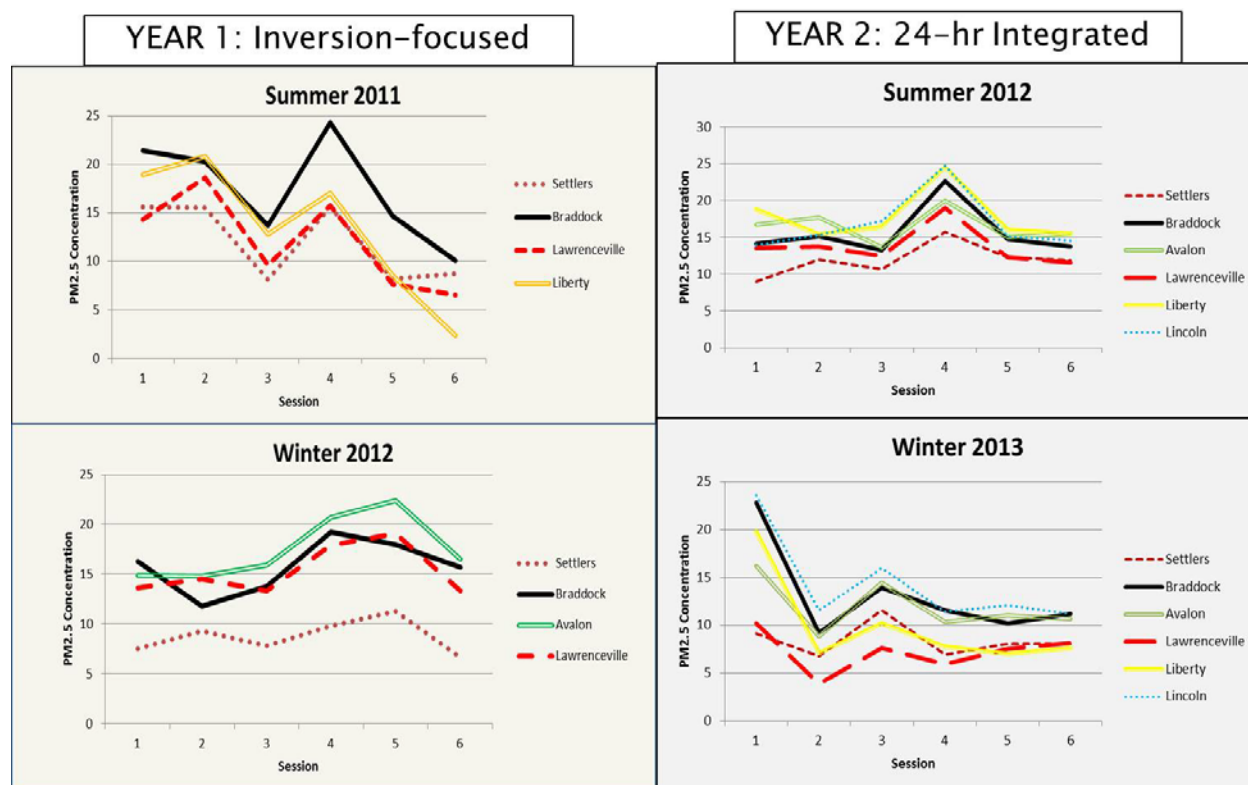 YEAR 1: Inversion-focused
YEAR 2: 24-hr Integrated
Summer 2011
PM2.5 Concentration
25
20
15
10
5
0
1 2 3 4 5 6
Session
Settlers
Braddock
Lawrenceville
Liberty
Summer 2012
PM2.5 Concentration
30
25
20
15
10
5
0
1 2 3 4 5 6
Session
Settlers
Braddock
Avalon
Lawrenceville
Liberty
Lincoln
Winter 2012
PM2.5 Concentration
25
20
15
10
5
0
1 2 3 4 5 6
Session
Settlers
Braddock
Avalon
Lawrenceville
Winter 2013
PM2.5 Concentration
25
20
15
10
5
0
1 2 3 4 5 6
Session
Settlers
Braddock
Avalon
Lawrenceville
Liberty
Lincoln